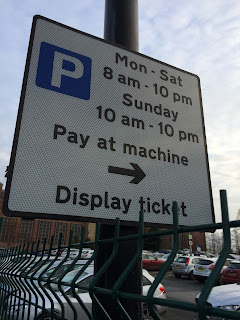 P
Mon - Sat
8 am - 10 pm
Sunday
10 am - 10 pm
Pay at machine
Display ticket